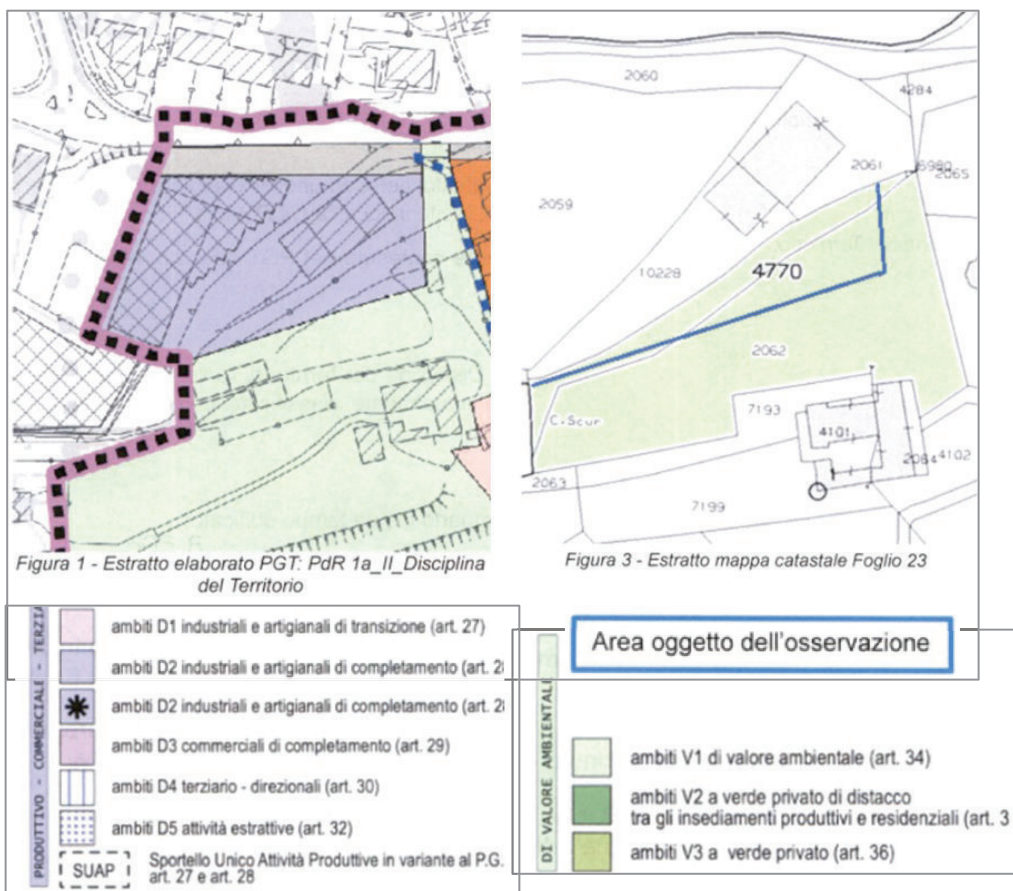 2060
4284
2061
6980
2065
2059
10228
4770
2062
C.Scur
7193
4101
2064
4102
2063
7199
Figura 1 - Estratto elaborato PGT: PdR 1a_II_Disciplina
del Territorio
Figura 3 - Estratto mappa catastale Foglio 23
PRODUTTIVO - COMMERCIALE - TERZIA
ambiti D1 industriali e artigianali di transizione (art. 27)
ambiti D2 industriali e artigianali di completamento (art. 28
ambiti D2 industriali e artigianali di completamento (art. 28
ambiti D3 commerciali di completamento (art. 29)
ambiti D4 terziario - direzionali (art. 30)
ambiti D5 attività estrattive (art. 32)
SUAP
Sportello Unico Attività Produttive in variante al P.G.
art. 27 e art. 28
Area oggetto dell'osservazione
DI VALORE AMBIENTALE
ambiti V1 di valore ambientale (art. 34)
ambiti V2 a verde privato di distacco
tra gli insediamenti produttivi e residenziali (art. 3
ambiti V3 a verde privato (art. 36)